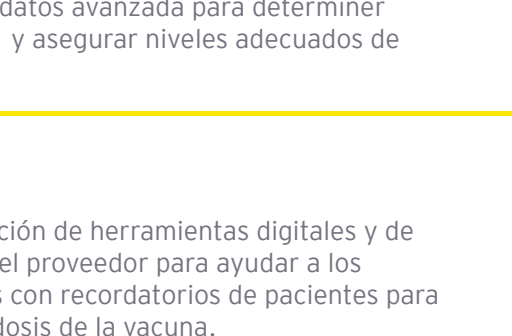 datos avanzada para determiner
y asegurar niveles adecuados de
ción de herramientas digitales y de
el proveedor para ayudar a los
s con recordatorios de pacientes para
dosis de la vacuna.